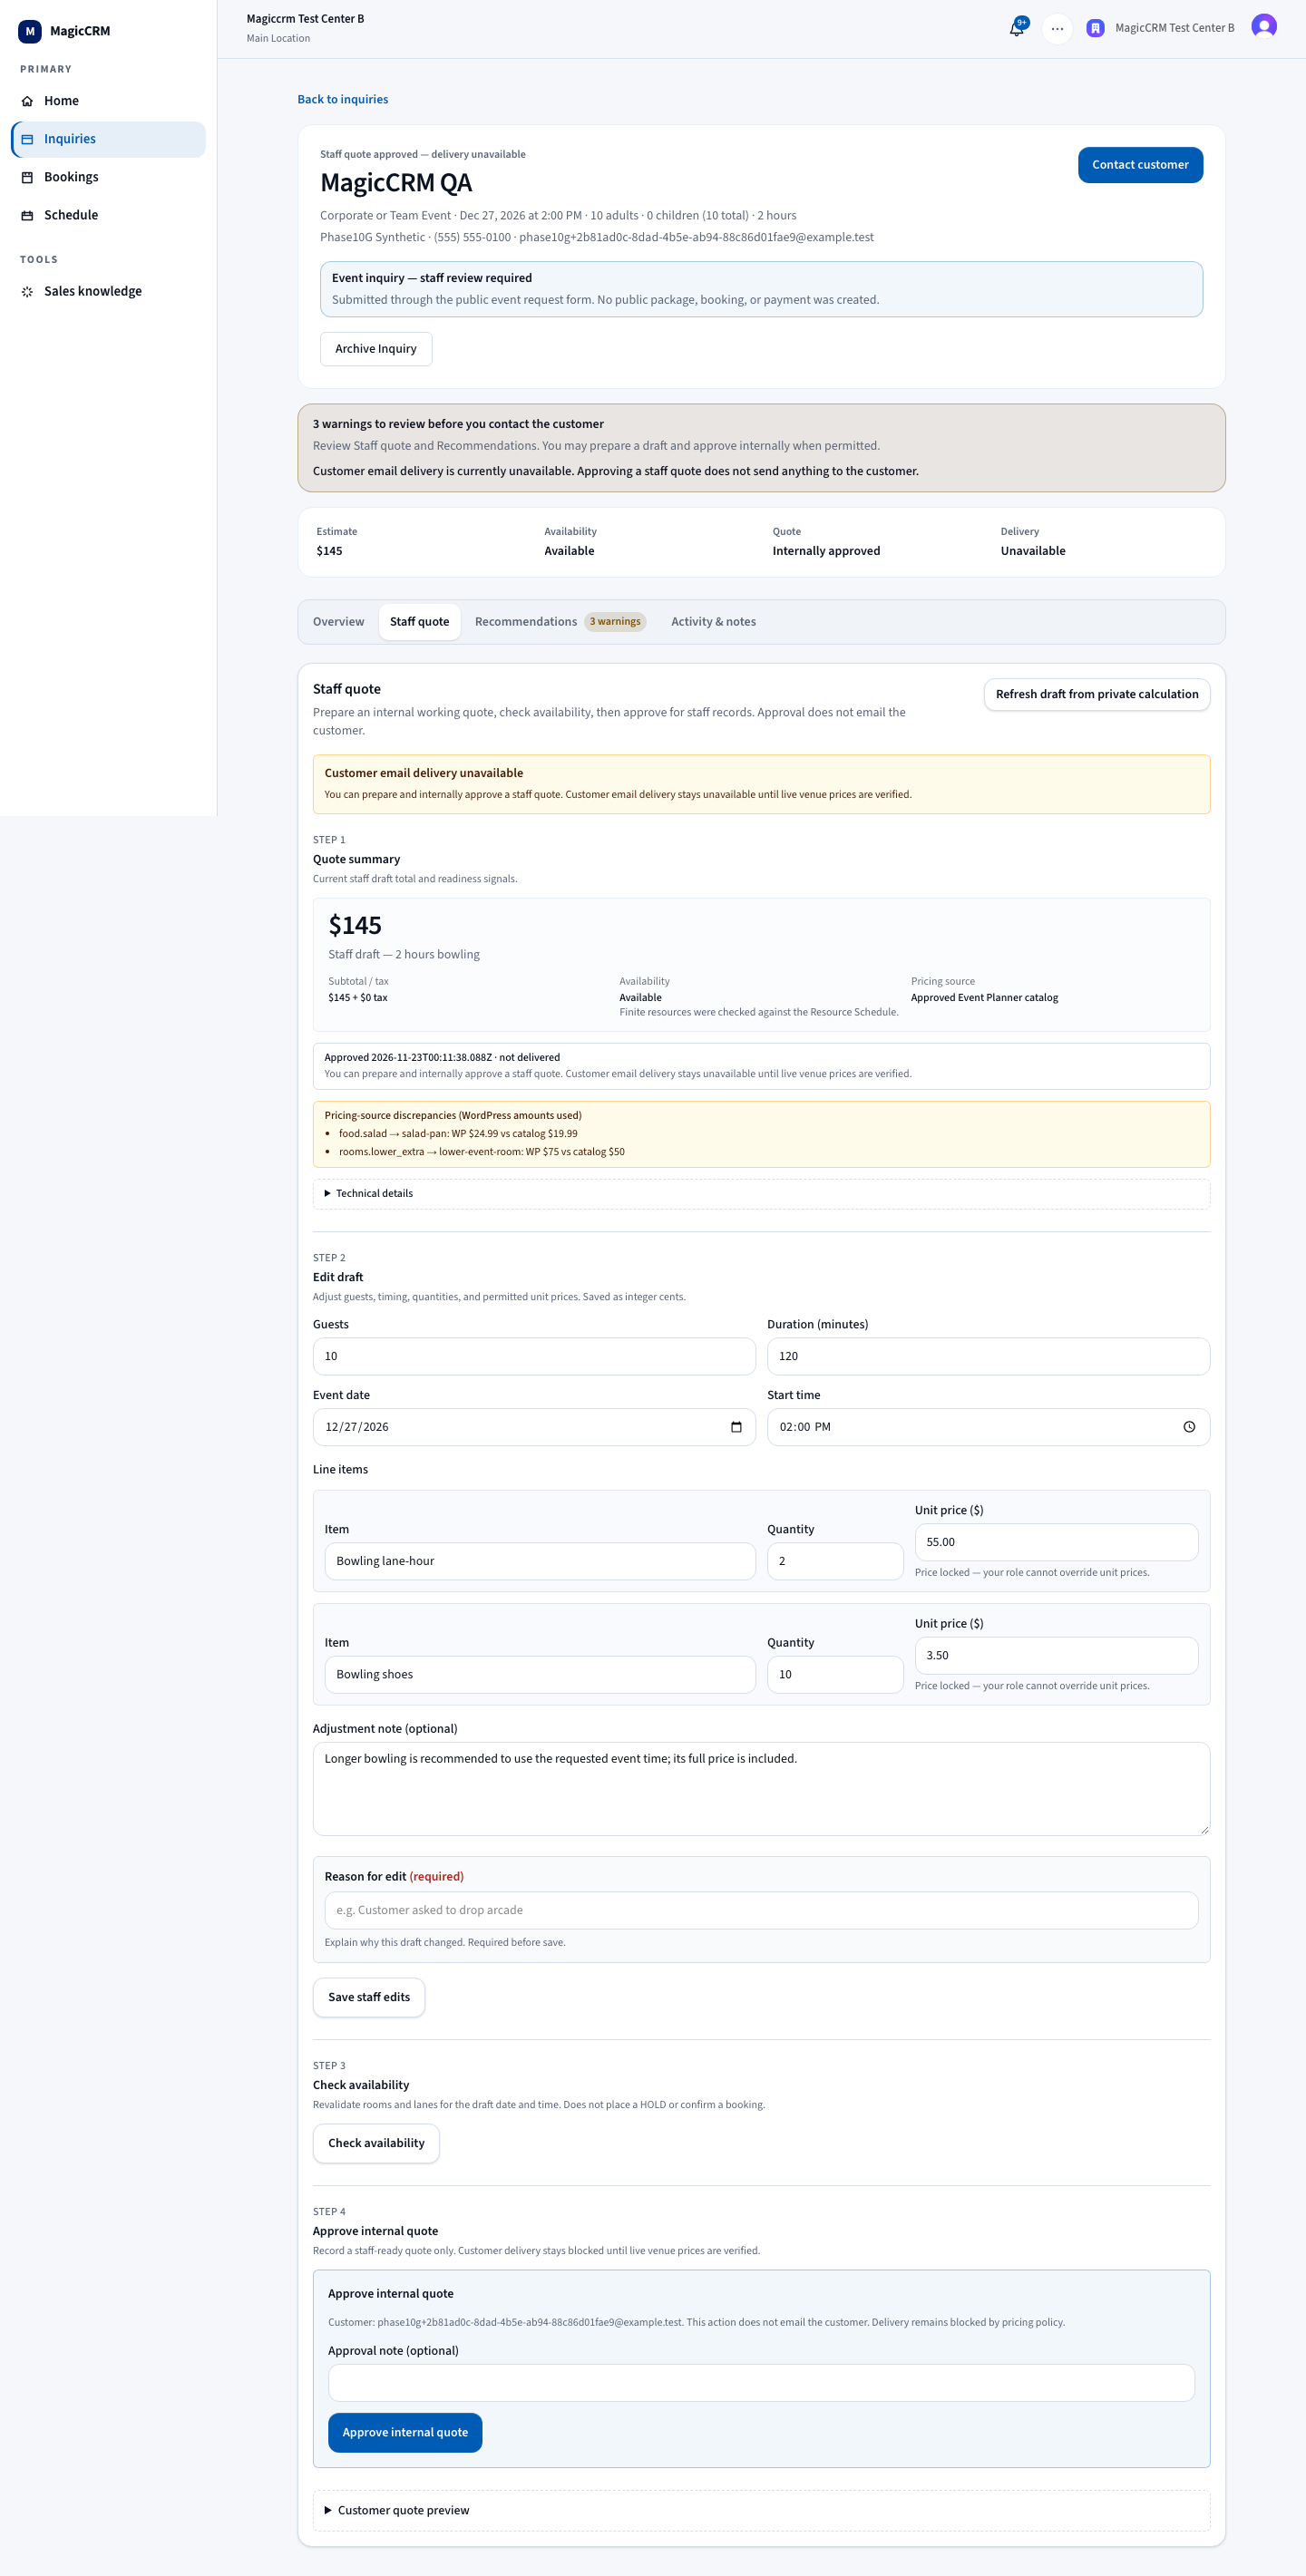 M MagicCRM
PRIMARY
Home
Inquiries
Bookings
Schedule
TOOLS
Sales knowledge
Magiccrm Test Center B
Main Location
9+
MagicCRM Test Center B
Back to inquiries
Staff quote approved — delivery unavailable
MagicCRM QA
Contact customer
Corporate or Team Event · Dec 27, 2026 at 2:00 PM · 10 adults · 0 children (10 total) · 2 hours
Phase10G Synthetic · (555) 555-0100 · phase10g+2b81ad0c-8dad-4b5e-ab94-88c86d01fae9@example.test
Event inquiry — staff review required
Submitted through the public event request form. No public package, booking, or payment was created.
Archive Inquiry
3 warnings to review before you contact the customer
Review Staff quote and Recommendations. You may prepare a draft and approve internally when permitted.
Customer email delivery is currently unavailable. Approving a staff quote does not send anything to the customer.
Estimate Availability Quote Delivery
$145 Available Internally approved Unavailable
Overview Staff quote Recommendations 3 warnings Activity & notes
Staff quote
Refresh draft from private calculation
Prepare an internal working quote, check availability, then approve for staff records. Approval does not email the
customer.
Customer email delivery unavailable
You can prepare and internally approve a staff quote. Customer email delivery stays unavailable until live venue prices are verified.
STEP 1
Quote summary
Current staff draft total and readiness signals.
$145
Staff draft — 2 hours bowling
Subtotal / tax Availability Pricing source
$145 + $0 tax Available Approved Event Planner catalog
Finite resources were checked against the Resource Schedule.
Approved 2026-11-23T00:11:38.088Z · not delivered
You can prepare and internally approve a staff quote. Customer email delivery stays unavailable until live venue prices are verified.
Pricing-source discrepancies (WordPress amounts used)
• food.salad → salad-pan: WP $24.99 vs catalog $19.99
• rooms.lower_extra → lower-event-room: WP $75 vs catalog $50
Technical details
STEP 2
Edit draft
Adjust guests, timing, quantities, and permitted unit prices. Saved as integer cents.
Guests Duration (minutes)
10 120
Event date Start time
12/27/2026 02:00 PM
Line items
Item Quantity Unit price ($)
Bowling lane-hour 2 55.00
Price locked — your role cannot override unit prices.
Item Quantity Unit price ($)
Bowling shoes 10 3.50
Price locked — your role cannot override unit prices.
Adjustment note (optional)
Longer bowling is recommended to use the requested event time; its full price is included.
Reason for edit (required)
e.g. Customer asked to drop arcade
Explain why this draft changed. Required before save.
Save staff edits
STEP 3
Check availability
Revalidate rooms and lanes for the draft date and time. Does not place a HOLD or confirm a booking.
Check availability
STEP 4
Approve internal quote
Record a staff-ready quote only. Customer delivery stays blocked until live venue prices are verified.
Approve internal quote
Customer: phase10g+2b81ad0c-8dad-4b5e-ab94-88c86d01fae9@example.test. This action does not email the customer. Delivery remains blocked by pricing policy.
Approval note (optional)
Approve internal quote
Customer quote preview